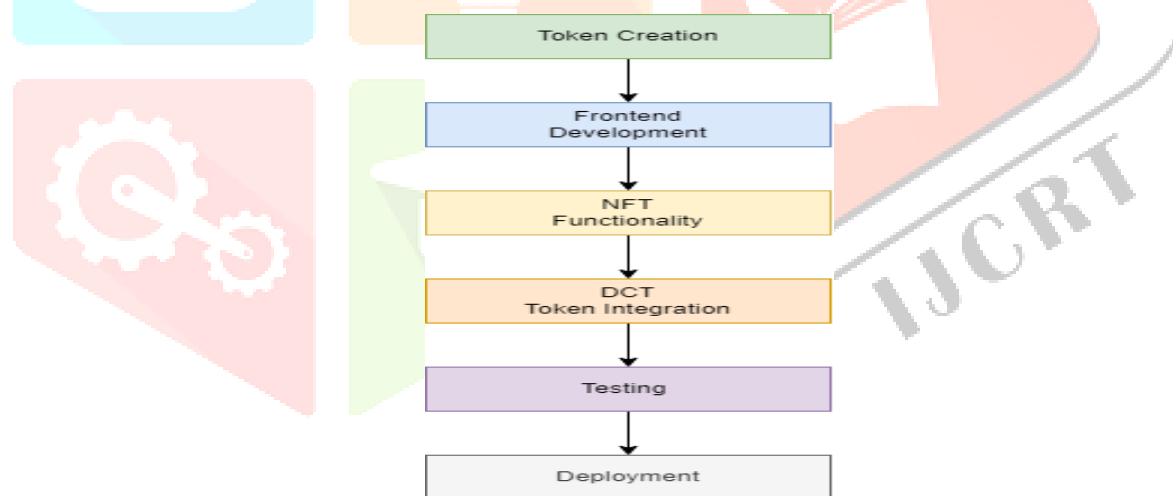 Token Creation
Frontend
Development
NFT
Functionality
DCT
Token Integration
Testing
Deployment
IJCRT